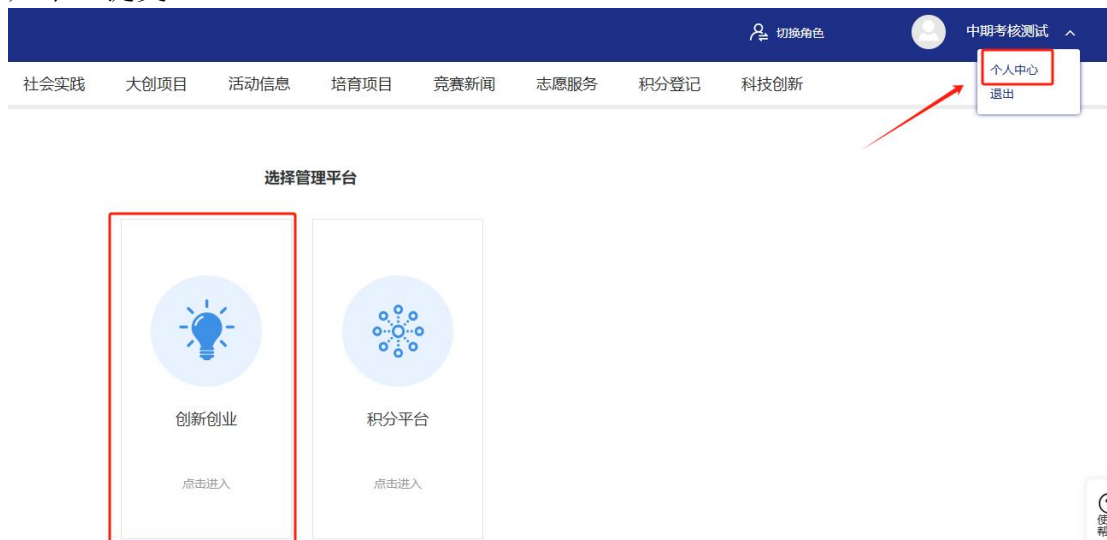 切换角色
中期考核测试
社会实践 大创项目 活动信息 培育项目 竞赛新闻 志愿服务 积分登记 科技创新
个人中心
退出
选择管理平台
创新创业 积分平台
点击进入 点击进入
使
帮